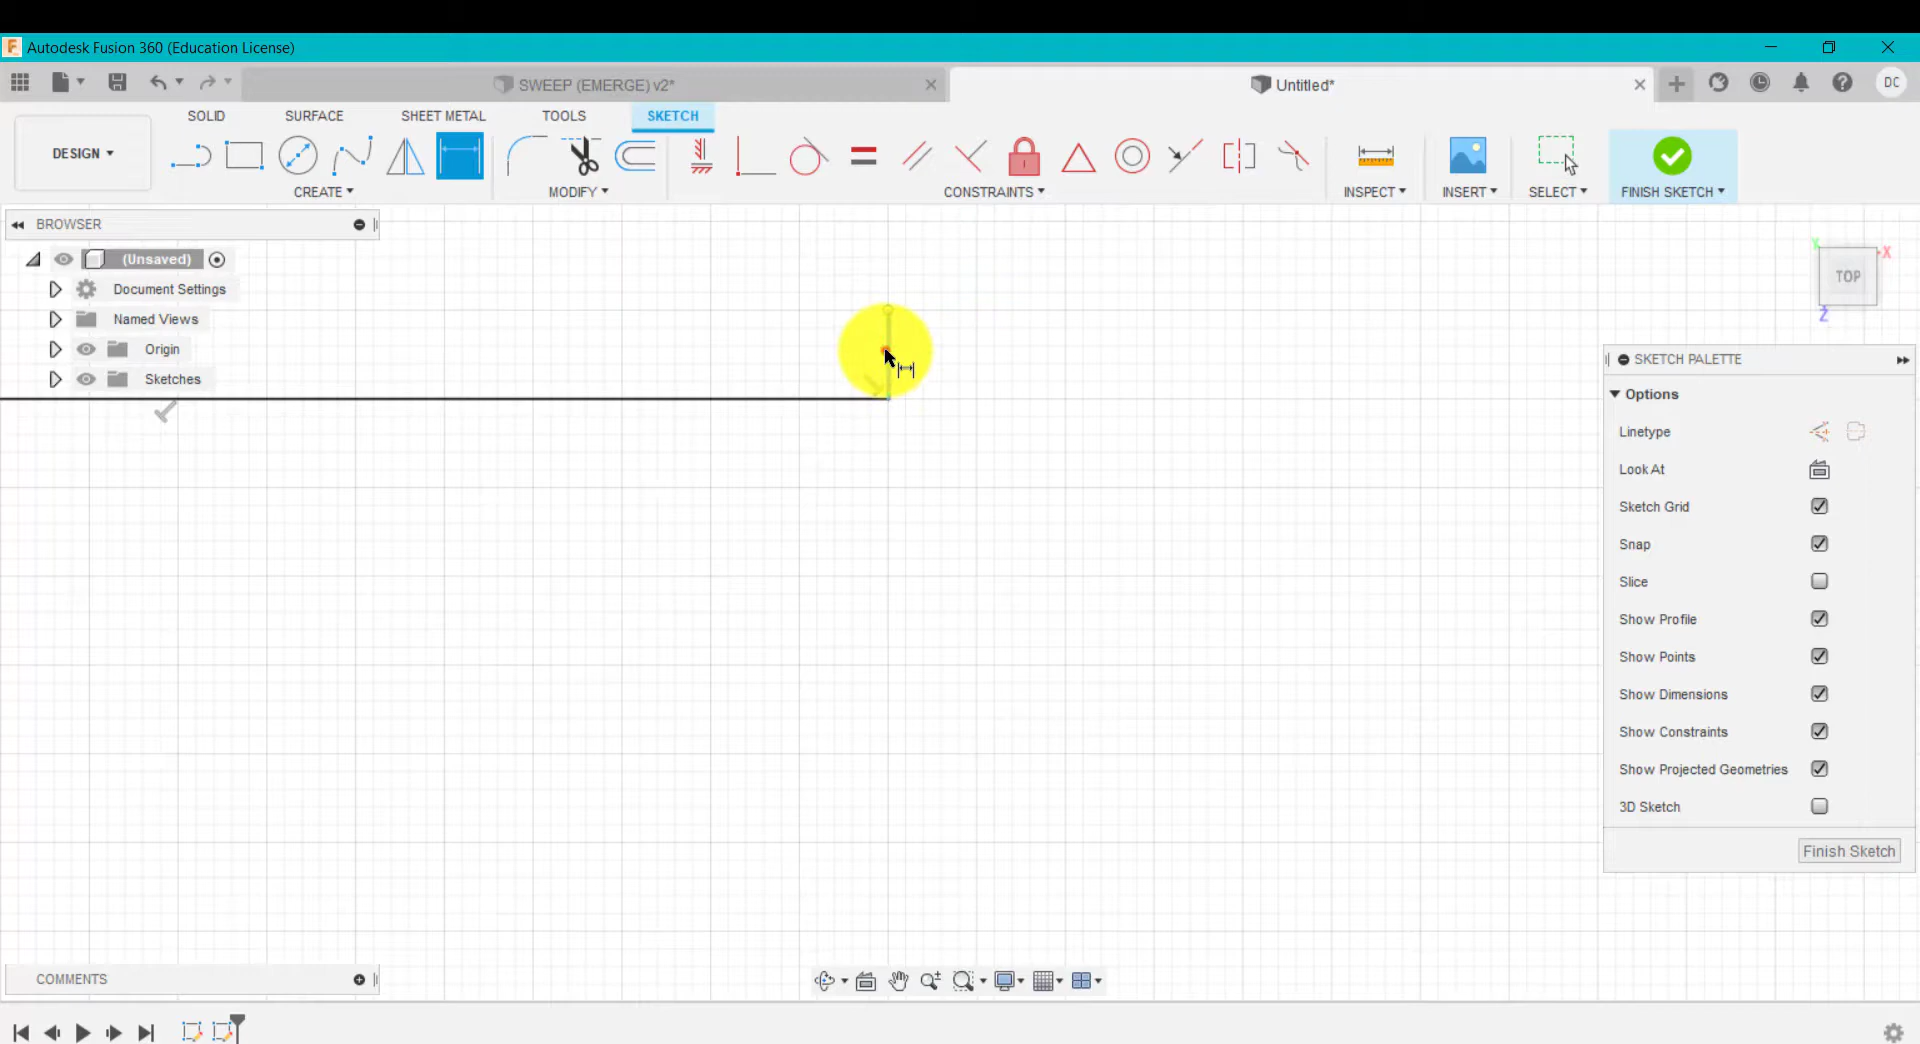 Autodesk Fusion 360 (Education License)
SWEEP (EMERGE) v2*
Untitled*
DC
SOLID
SURFACE
SHEET METAL
TOOLS
SKETCH
DESIGN
CREATE
MODIFY
CONSTRAINTS
INSPECT
INSERT
SELECT
FINISH SKETCH
BROWSER
(Unsaved)
Document Settings
Named Views
Origin
Sketches
Y
X
TOP
Z
SKETCH PALETTE
Options
Linetype
Look At
Sketch Grid
Snap
Slice
Show Profile
Show Points
Show Dimensions
Show Constraints
Show Projected Geometries
3D Sketch
Finish Sketch
COMMENTS